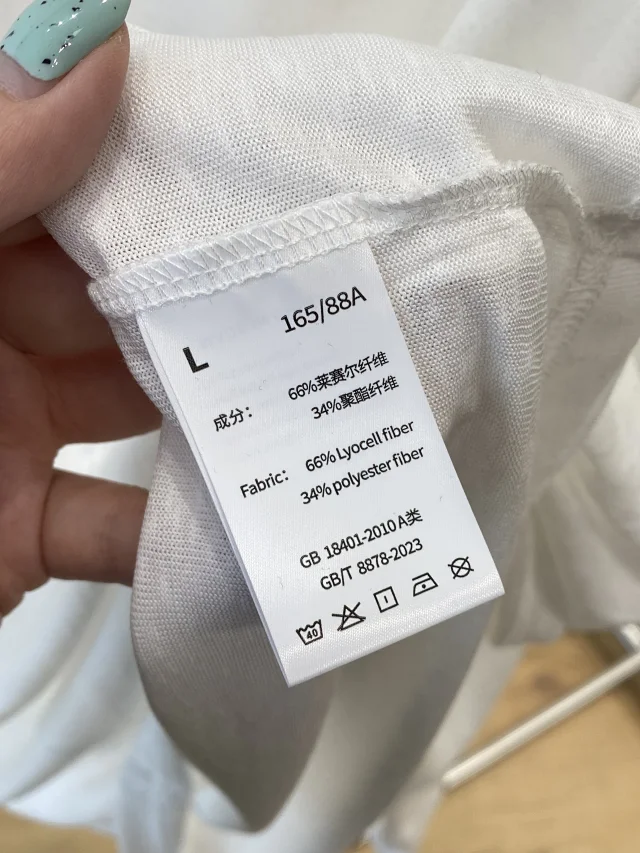 L 165/88A
成分： 66%莱赛尔纤维
34%聚酯纤维
Fabric： 66% Lyocell fiber
34% polyester fiber
GB 18401-2010 A类
GB/T 8878-2023
40